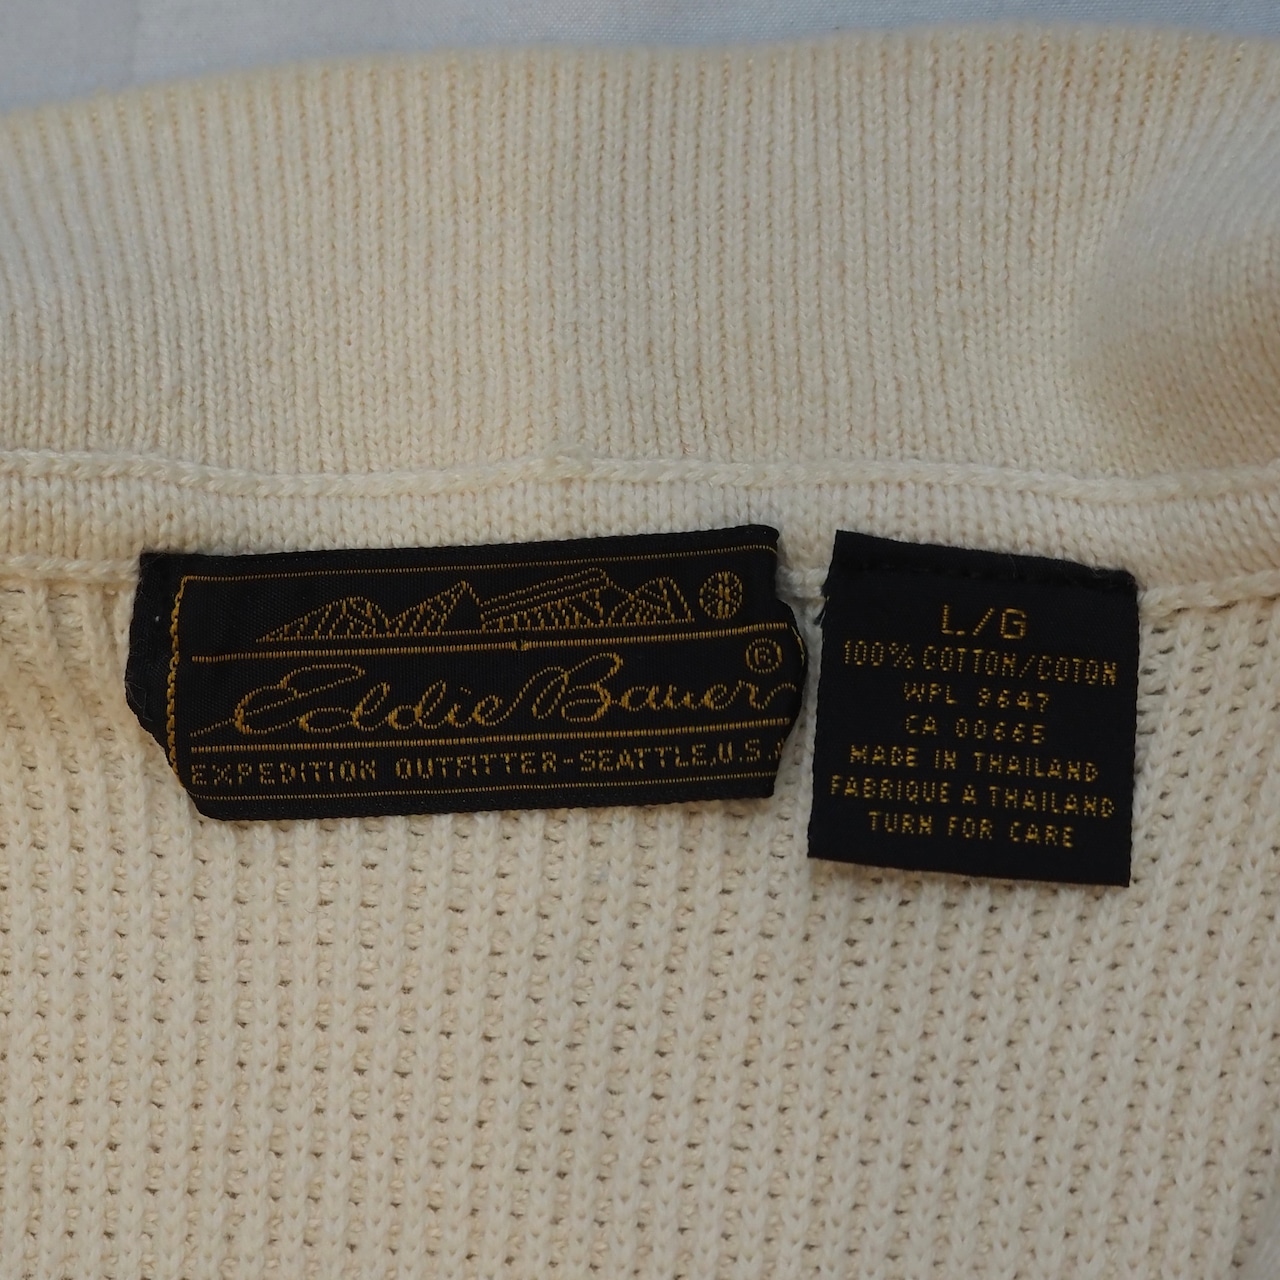 Eddie Bauer®
EXPEDITION OUTFITTER-SEATTLE,U.S.
L/G
100% COTTON/COTON
WPL 9647
CA 00665
MADE IN THAILAND
FABRIQUE A THAILAND
TURN FOR CARE